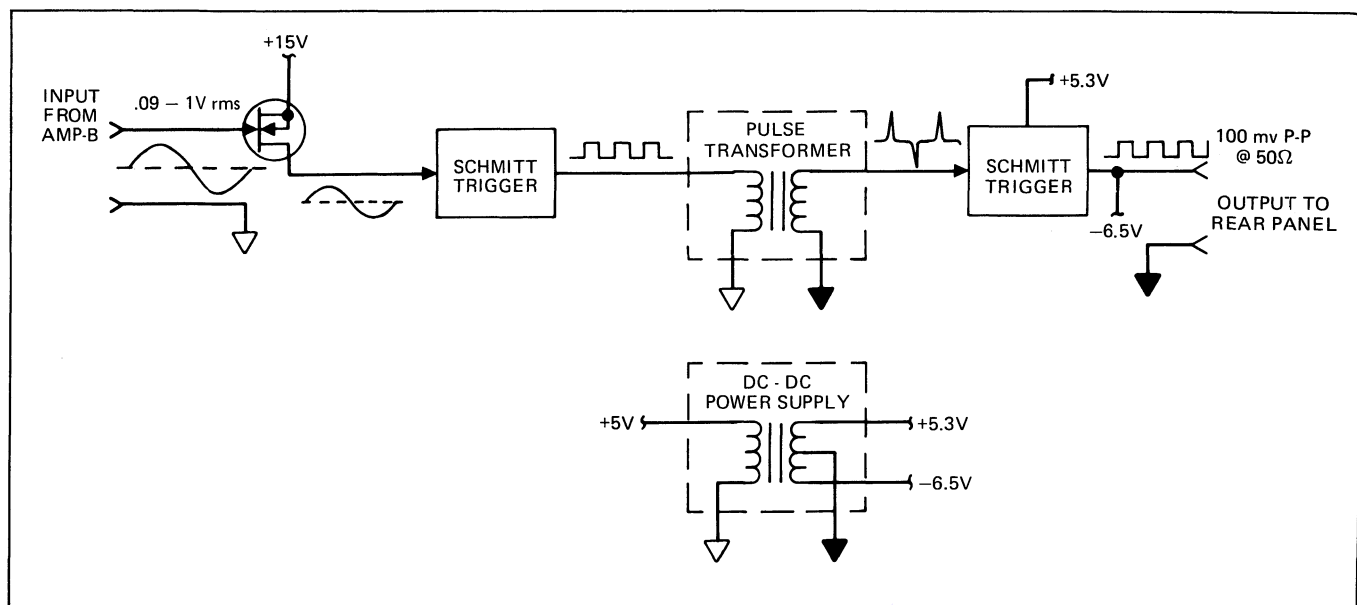 +15V
INPUT
FROM
AMP-B
.09 – 1V rms
SCHMITT
TRIGGER
PULSE
TRANSFORMER
+5.3V
SCHMITT
TRIGGER
100 mv P-P
@ 50Ω
–6.5V
OUTPUT TO
REAR PANEL
DC - DC
POWER SUPPLY
+5V
+5.3V
–6.5V